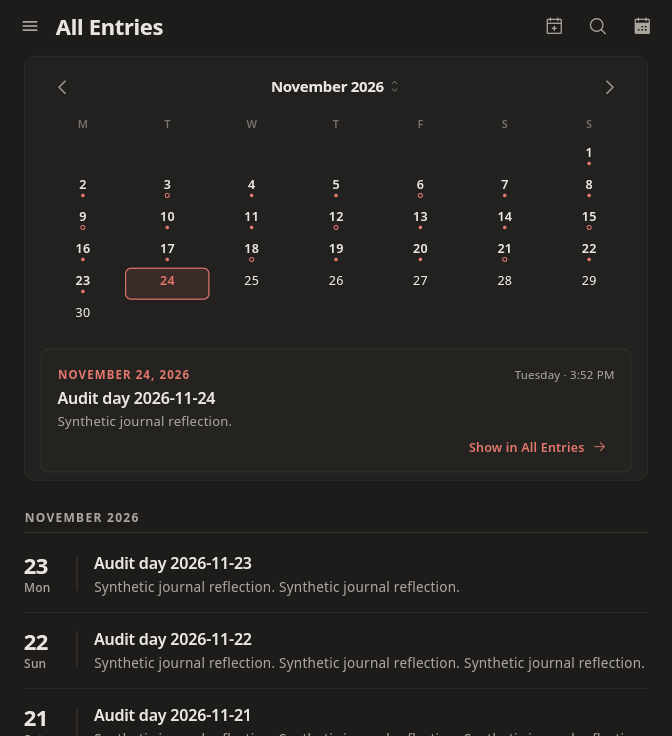 All Entries
November 2026
M T W T F S S
1
2 3 4 5 6 7 8
9 10 11 12 13 14 15
16 17 18 19 20 21 22
23 24 25 26 27 28 29
30
NOVEMBER 24, 2026 Tuesday · 3:52 PM
Audit day 2026-11-24
Synthetic journal reflection.
Show in All Entries →
NOVEMBER 2026
23 Audit day 2026-11-23
Mon Synthetic journal reflection. Synthetic journal reflection.
22 Audit day 2026-11-22
Sun Synthetic journal reflection. Synthetic journal reflection. Synthetic journal reflection.
21 Audit day 2026-11-21